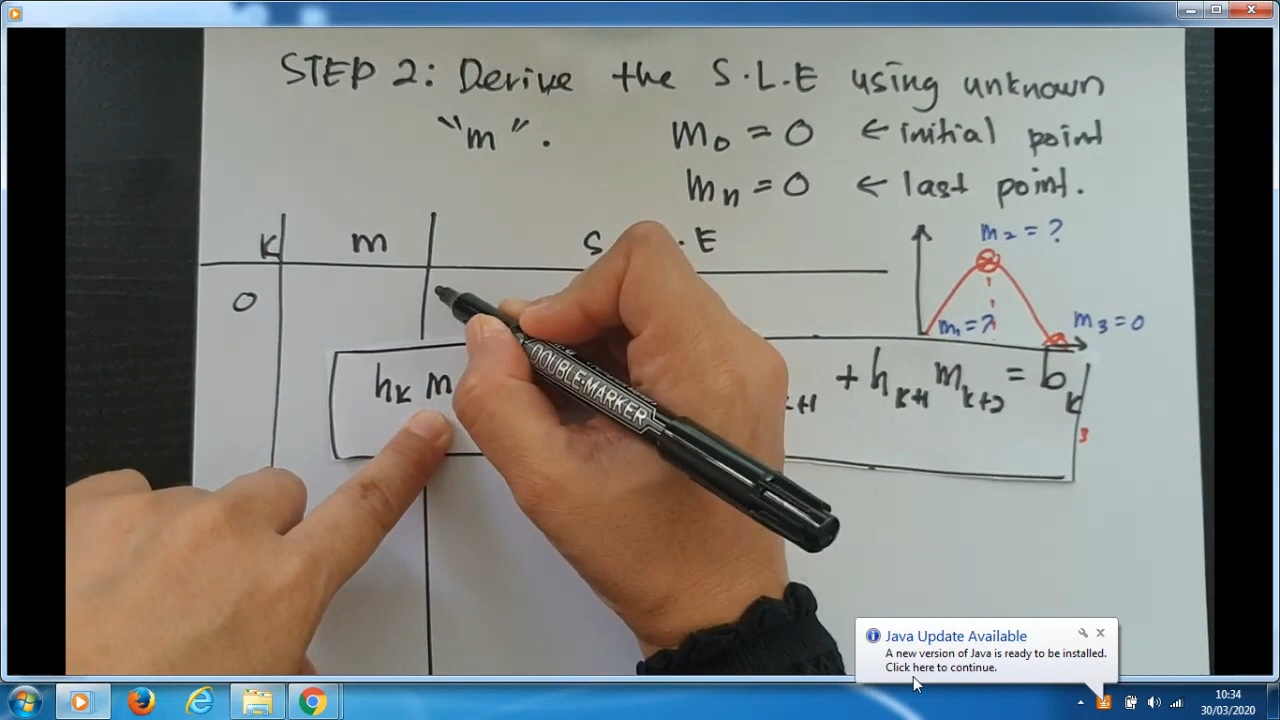 STEP 2: Derive the S.L.E using unknown
"m". m₀ = 0 ← initial point
mₙ = 0 ← last point.
k m S .E
m₂ = ?
0
m₁ = ? m₃ = 0
hₖ m ₖ₊₁ + hₖ₊₁ mₖ₊₂ = bₖ
3
DOUBLE-MARKER
Java Update Available
A new version of Java is ready to be installed.
Click here to continue.
10:34
30/03/2020